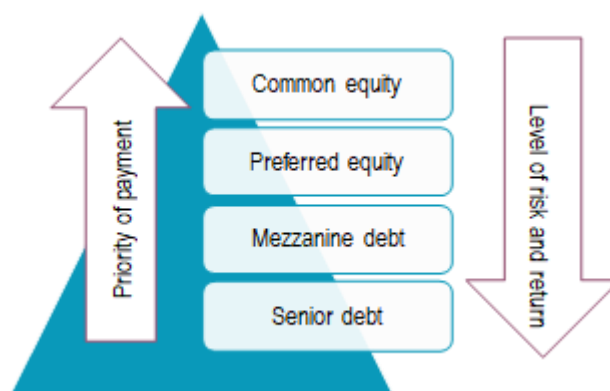 Priority of payment
Common equity
Preferred equity
Mezzanine debt
Senior debt
Level of risk and return